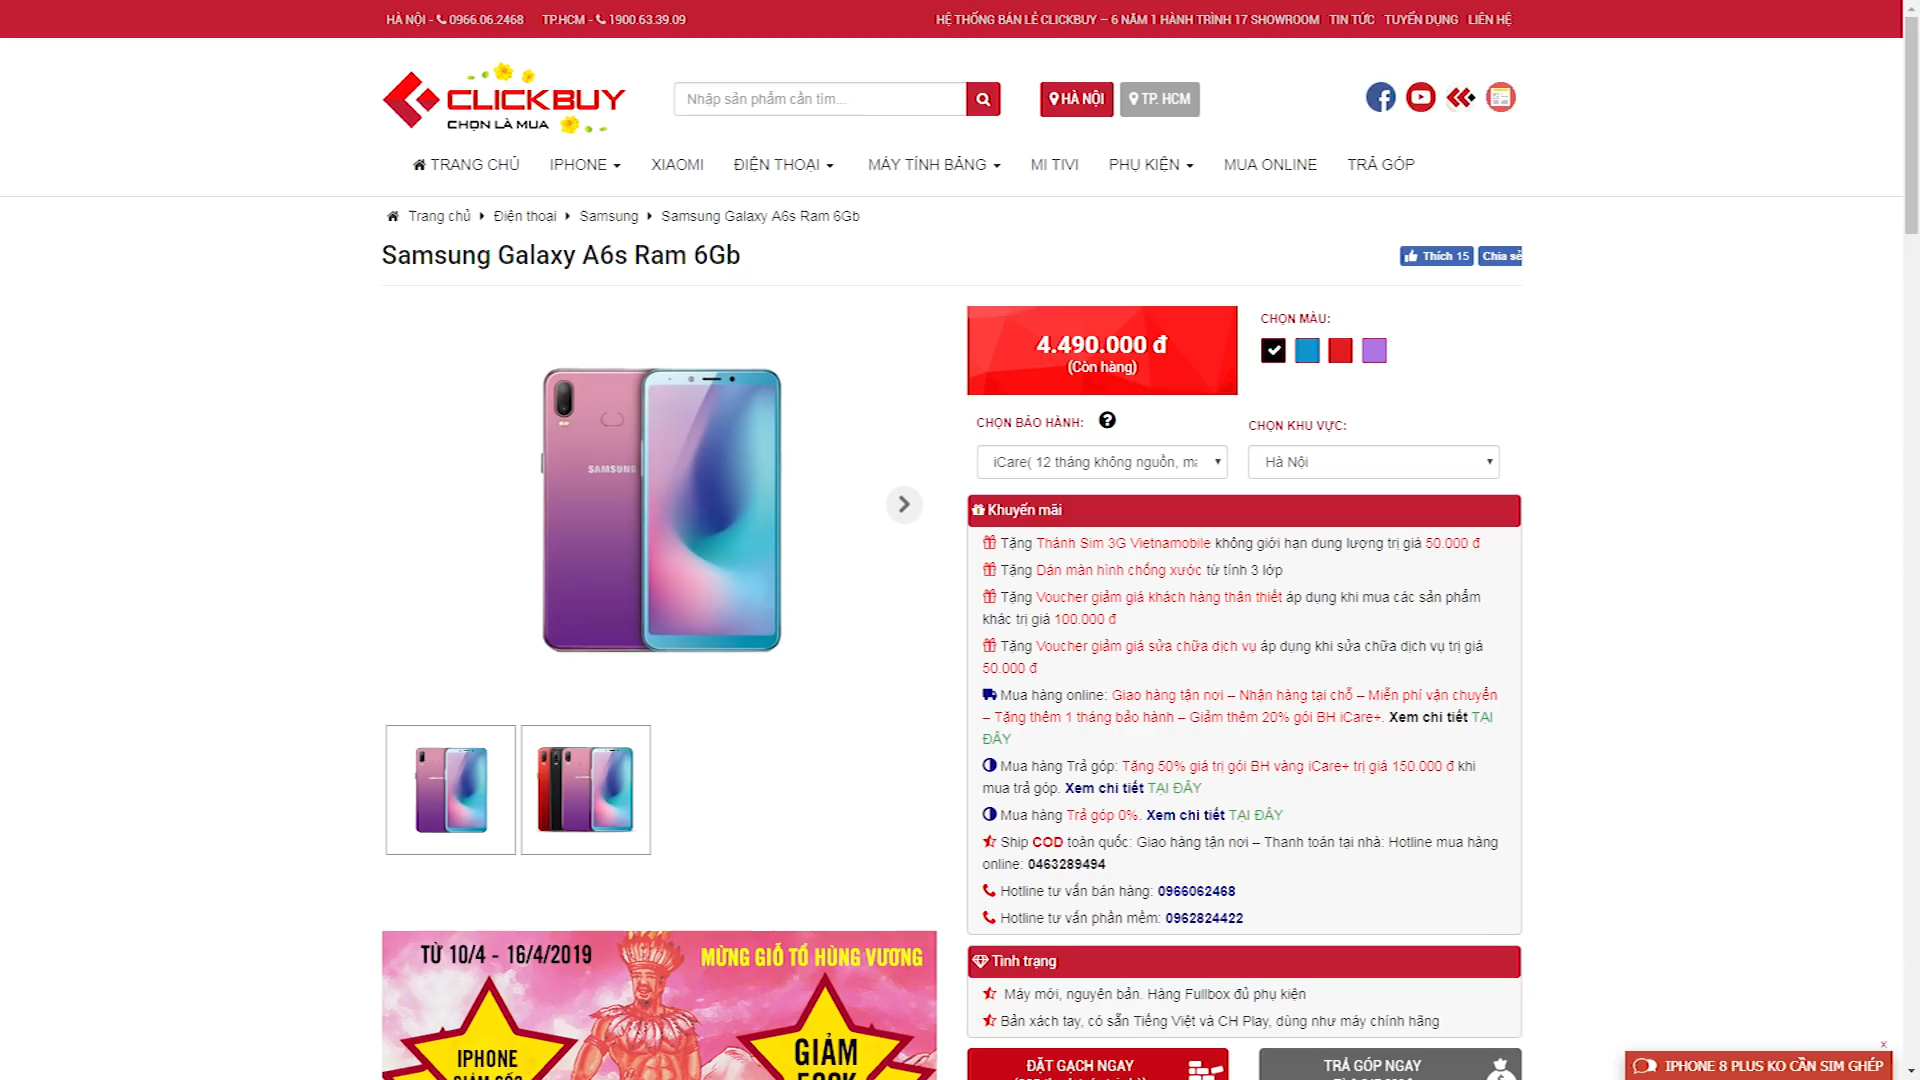 HÀ NỘI - 0966.06.2468 TP.HCM - 1900.63.39.09
HỆ THỐNG BÁN LẺ CLICKBUY – 6 NĂM 1 HÀNH TRÌNH 17 SHOWROOM TIN TỨC TUYỂN DỤNG LIÊN HỆ
CLICKBUY
CHỌN LÀ MUA
Nhập sản phẩm cần tìm...
HÀ NỘI
TP. HCM
TRANG CHỦ IPHONE XIAOMI ĐIỆN THOẠI MÁY TÍNH BẢNG MI TIVI PHỤ KIỆN MUA ONLINE TRẢ GÓP
Trang chủ Điện thoại Samsung Samsung Galaxy A6s Ram 6Gb
Samsung Galaxy A6s Ram 6Gb
Thích 15 Chia sẻ
SAMSUNG
4.490.000 đ
(Còn hàng)
CHỌN MÀU:
CHỌN BẢO HÀNH: ?
iCare( 12 tháng không nguồn, mà
CHỌN KHU VỰC:
Hà Nội
Khuyến mãi
Tặng Thánh Sim 3G Vietnamobile không giới hạn dung lượng trị giá 50.000 đ
Tặng Dán màn hình chống xước từ tính 3 lớp
Tặng Voucher giảm giá khách hàng thân thiết áp dụng khi mua các sản phẩm
khác trị giá 100.000 đ
Tặng Voucher giảm giá sửa chữa dịch vụ áp dụng khi sửa chữa dịch vụ trị giá
50.000 đ
Mua hàng online: Giao hàng tận nơi – Nhận hàng tại chỗ – Miễn phí vận chuyển
– Tặng thêm 1 tháng bảo hành – Giảm thêm 20% gói BH iCare+. Xem chi tiết TẠI
ĐÂY
Mua hàng Trả góp: Tặng 50% giá trị gói BH vàng iCare+ trị giá 150.000 đ khi
mua trả góp. Xem chi tiết TẠI ĐÂY
Mua hàng Trả góp 0%. Xem chi tiết TẠI ĐÂY
Ship COD toàn quốc: Giao hàng tận nơi – Thanh toán tại nhà: Hotline mua hàng
online: 0463289494
Hotline tư vấn bán hàng: 0966062468
Hotline tư vấn phần mềm: 0962824422
Tình trạng
Máy mới, nguyên bản. Hàng Fullbox đủ phụ kiện
Bản xách tay, có sẵn Tiếng Việt và CH Play, dùng như máy chính hãng
TỪ 10/4 - 16/4/2019
MỪNG GIỖ TỔ HÙNG VƯƠNG
IPHONE
GIẢM
ĐẶT GẠCH NGAY
TRẢ GÓP NGAY
IPHONE 8 PLUS KO CẦN SIM GHÉP